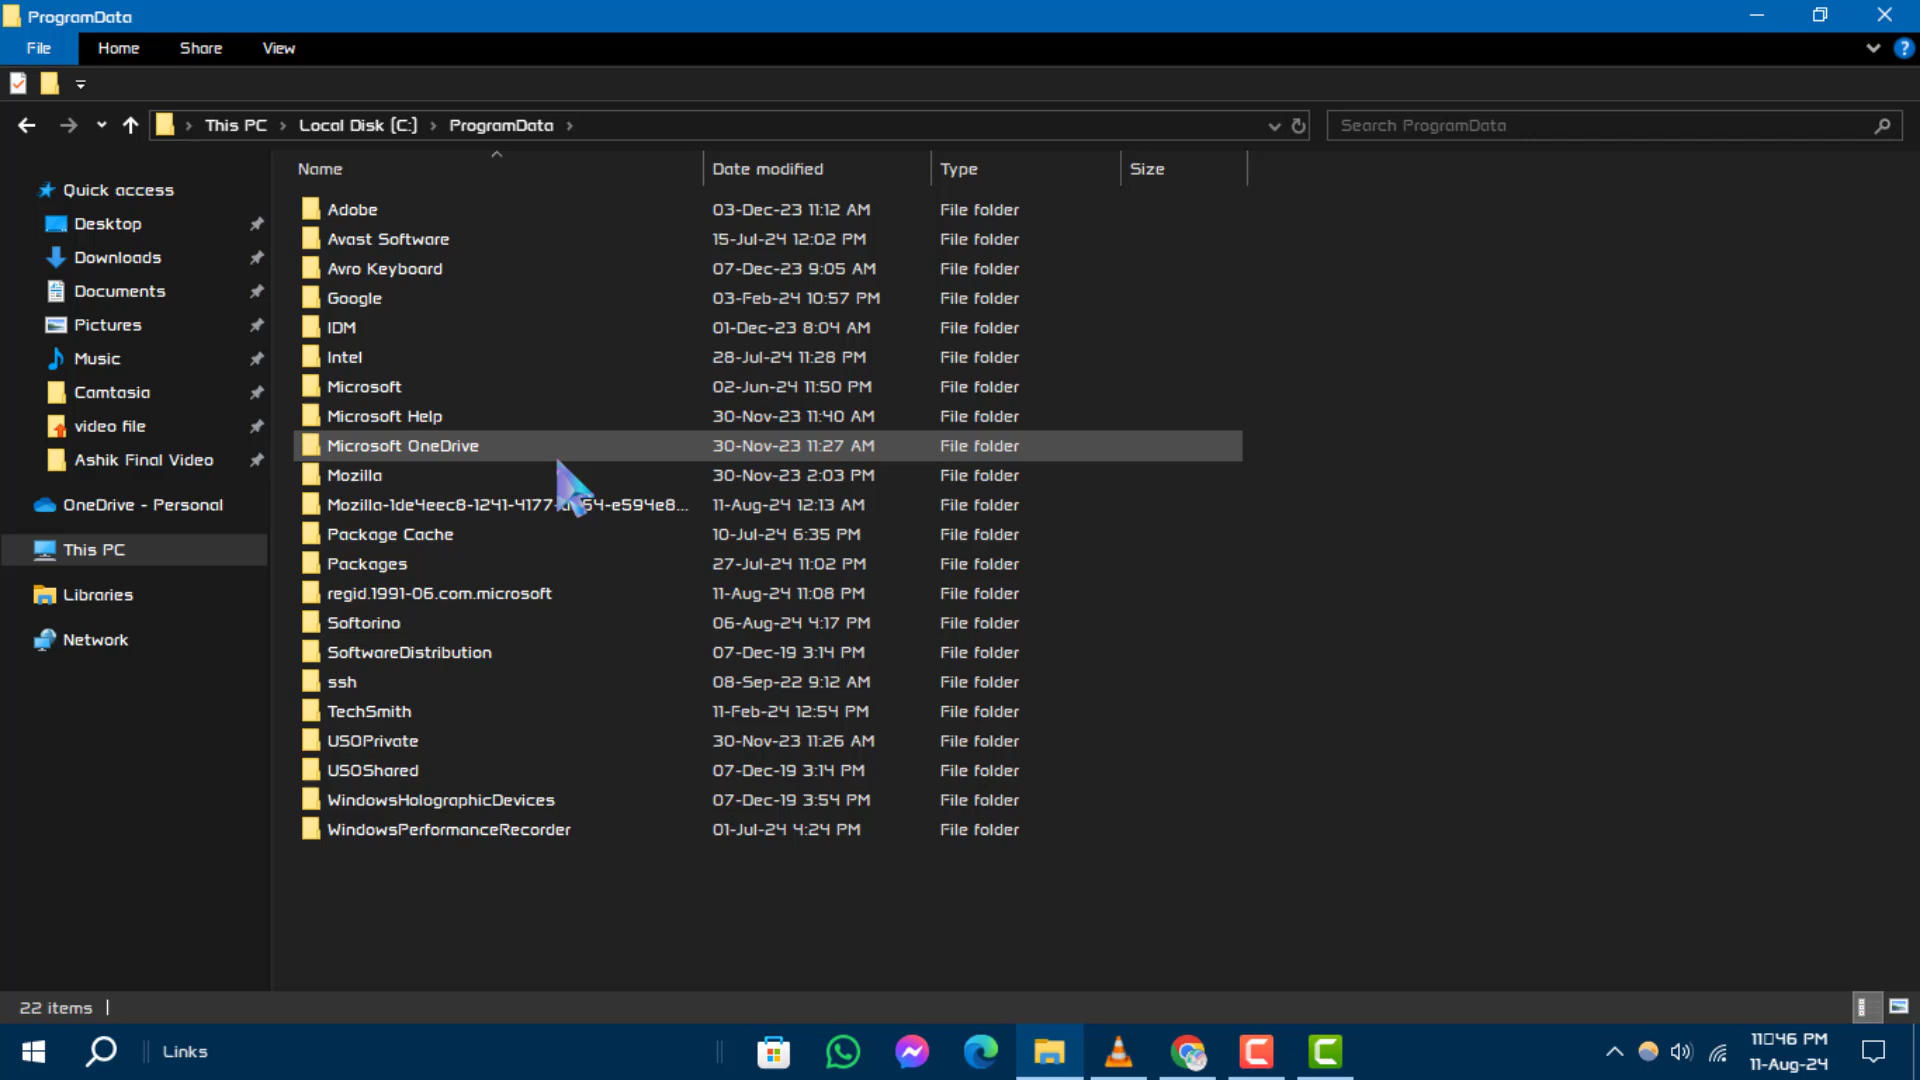 ProgramData
File Home Share View
This PC Local Disk (C:) ProgramData
Search ProgramData
Name Date modified Type Size
Quick access
Desktop
Downloads
Documents
Pictures
Music
Camtasia
video file
Ashik Final Video
OneDrive - Personal
This PC
Libraries
Network
Adobe 03-Dec-23 11:12 AM File folder
Avast Software 15-Jul-24 12:02 PM File folder
Avro Keyboard 07-Dec-23 9:05 AM File folder
Google 03-Feb-24 10:57 PM File folder
IDM 01-Dec-23 8:04 AM File folder
Intel 28-Jul-24 11:28 PM File folder
Microsoft 02-Jun-24 11:50 PM File folder
Microsoft Help 30-Nov-23 11:40 AM File folder
Microsoft OneDrive 30-Nov-23 11:27 AM File folder
Mozilla 30-Nov-23 2:03 PM File folder
11-Aug-24 12:13 AM File folder
Package Cache 10-Jul-24 6:35 PM File folder
Packages 27-Jul-24 11:02 PM File folder
regid.1991-06.com.microsoft 11-Aug-24 11:08 PM File folder
Softorino 06-Aug-24 4:17 PM File folder
SoftwareDistribution 07-Dec-19 3:14 PM File folder
ssh 08-Sep-22 9:12 AM File folder
TechSmith 11-Feb-24 12:54 PM File folder
USOPrivate 30-Nov-23 11:26 AM File folder
USOShared 07-Dec-19 3:14 PM File folder
WindowsHolographicDevices 07-Dec-19 3:54 PM File folder
WindowsPerformanceRecorder 01-Jul-24 4:24 PM File folder
22 items
Links
11□46 PM
11-Aug-24